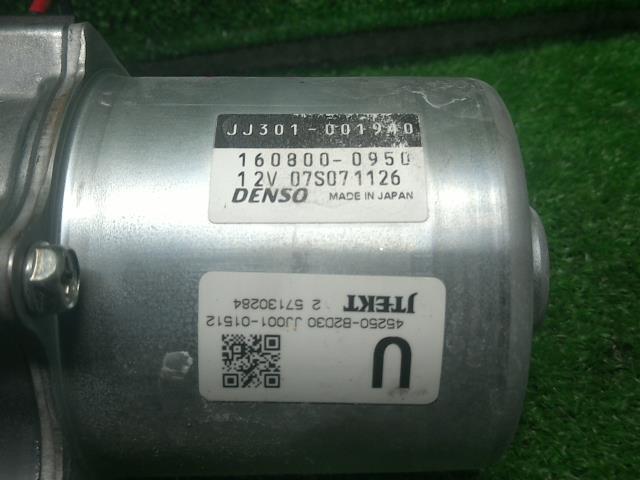 JJ301-001940
160800-0950
12V 07S071126
DENSO MADE IN JAPAN
U
45250-B2D30 JJ001-01512
2 57130284
JTEKT